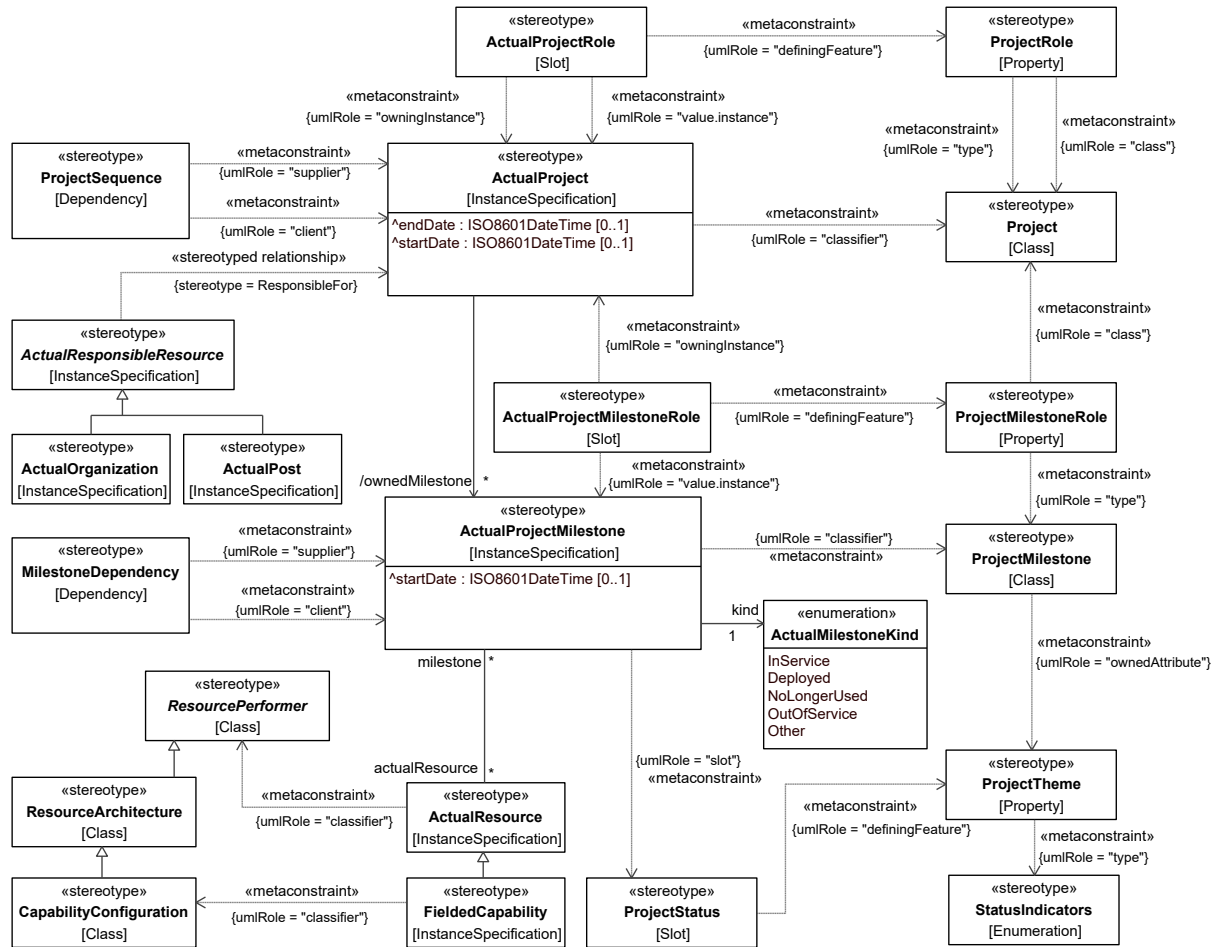 «stereotype»
ActualProjectRole
[Slot]
«metaconstraint»
{umlRole = "definingFeature"}
«stereotype»
ProjectRole
[Property]
«metaconstraint»
{umlRole = "owningInstance"}
«metaconstraint»
{umlRole = "value.instance"}
«metaconstraint»
{umlRole = "type"}
«metaconstraint»
{umlRole = "class"}
«stereotype»
ProjectSequence
[Dependency]
«metaconstraint»
{umlRole = "supplier"}
«metaconstraint»
{umlRole = "client"}
«stereotype»
ActualProject
[InstanceSpecification]
^endDate : ISO8601DateTime [0..1]
^startDate : ISO8601DateTime [0..1]
«metaconstraint»
{umlRole = "classifier"}
«stereotype»
Project
[Class]
«stereotyped relationship»
{stereotype = ResponsibleFor}
«stereotype»
ActualResponsibleResource
[InstanceSpecification]
«metaconstraint»
{umlRole = "owningInstance"}
«metaconstraint»
{umlRole = "class"}
«stereotype»
ActualProjectMilestoneRole
[Slot]
«metaconstraint»
{umlRole = "definingFeature"}
«stereotype»
ProjectMilestoneRole
[Property]
«stereotype»
ActualOrganization
[InstanceSpecification]
«stereotype»
ActualPost
[InstanceSpecification]
/ownedMilestone
*
«metaconstraint»
{umlRole = "value.instance"}
«metaconstraint»
{umlRole = "type"}
«stereotype»
MilestoneDependency
[Dependency]
«metaconstraint»
{umlRole = "supplier"}
«metaconstraint»
{umlRole = "client"}
«stereotype»
ActualProjectMilestone
[InstanceSpecification]
^startDate : ISO8601DateTime [0..1]
{umlRole = "classifier"}
«metaconstraint»
«stereotype»
ProjectMilestone
[Class]
kind
1
«enumeration»
ActualMilestoneKind
InService
Deployed
NoLongerUsed
OutOfService
Other
«metaconstraint»
{umlRole = "ownedAttribute"}
milestone
*
«stereotype»
ResourcePerformer
[Class]
actualResource
*
{umlRole = "slot"}
«metaconstraint»
«stereotype»
ResourceArchitecture
[Class]
«metaconstraint»
{umlRole = "classifier"}
«stereotype»
ActualResource
[InstanceSpecification]
«metaconstraint»
{umlRole = "definingFeature"}
«stereotype»
ProjectTheme
[Property]
«metaconstraint»
{umlRole = "type"}
«stereotype»
CapabilityConfiguration
[Class]
«metaconstraint»
{umlRole = "classifier"}
«stereotype»
FieldedCapability
[InstanceSpecification]
«stereotype»
ProjectStatus
[Slot]
«stereotype»
StatusIndicators
[Enumeration]